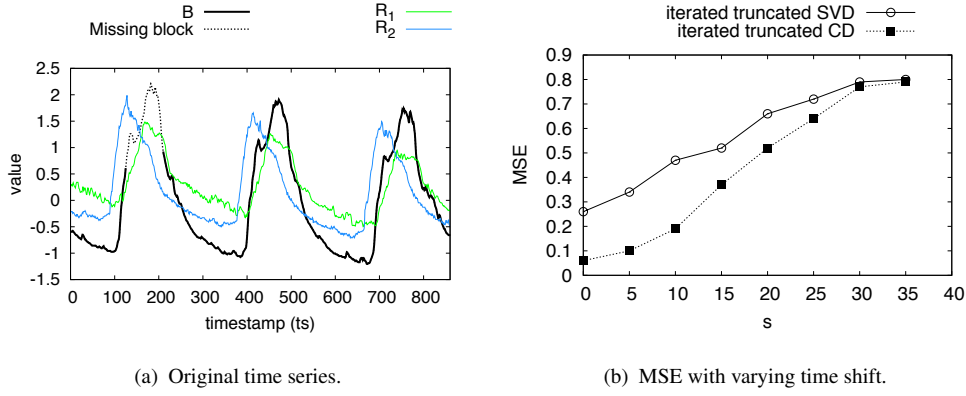 B
Missing block
R1
R2
2.5
2
1.5
1
0.5
0
-0.5
-1
-1.5
value
0 100 200 300 400 500 600 700 800
timestamp (ts)
(a) Original time series.
iterated truncated SVD
iterated truncated CD
0.9
0.8
0.7
0.6
0.5
0.4
0.3
0.2
0.1
0
MSE
0 5 10 15 20 25 30 35 40
s
(b) MSE with varying time shift.